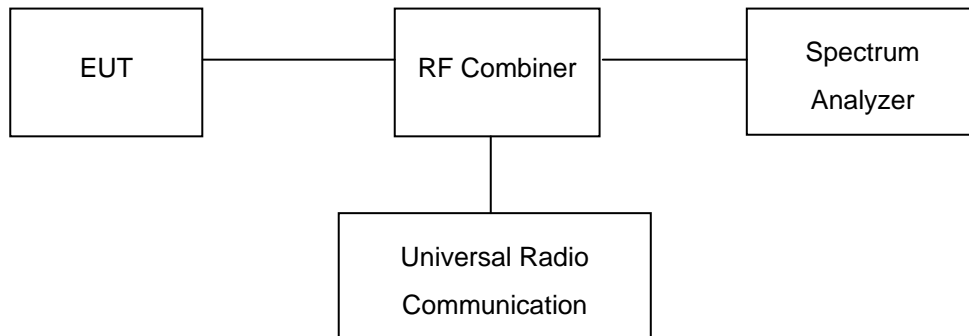 EUT
RF Combiner
Spectrum
Analyzer
Universal Radio
Communication